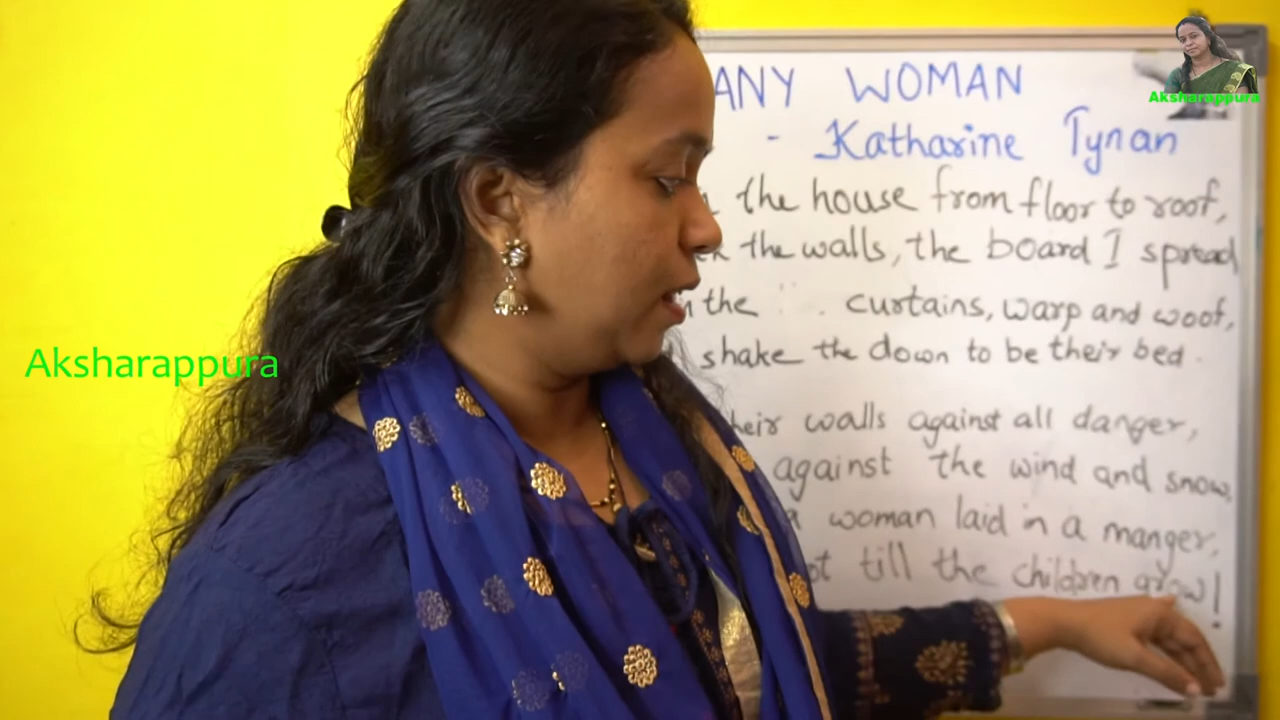 ANY WOMAN
- Katharine Tynan
the house from floor to roof,
the walls, the board I spread
the curtains, warp and woof,
shake the down to be their bed.
their walls against all danger,
against the wind and snow,
woman laid in a manger,
till the children grow!
Aksharappura
Aksharappura